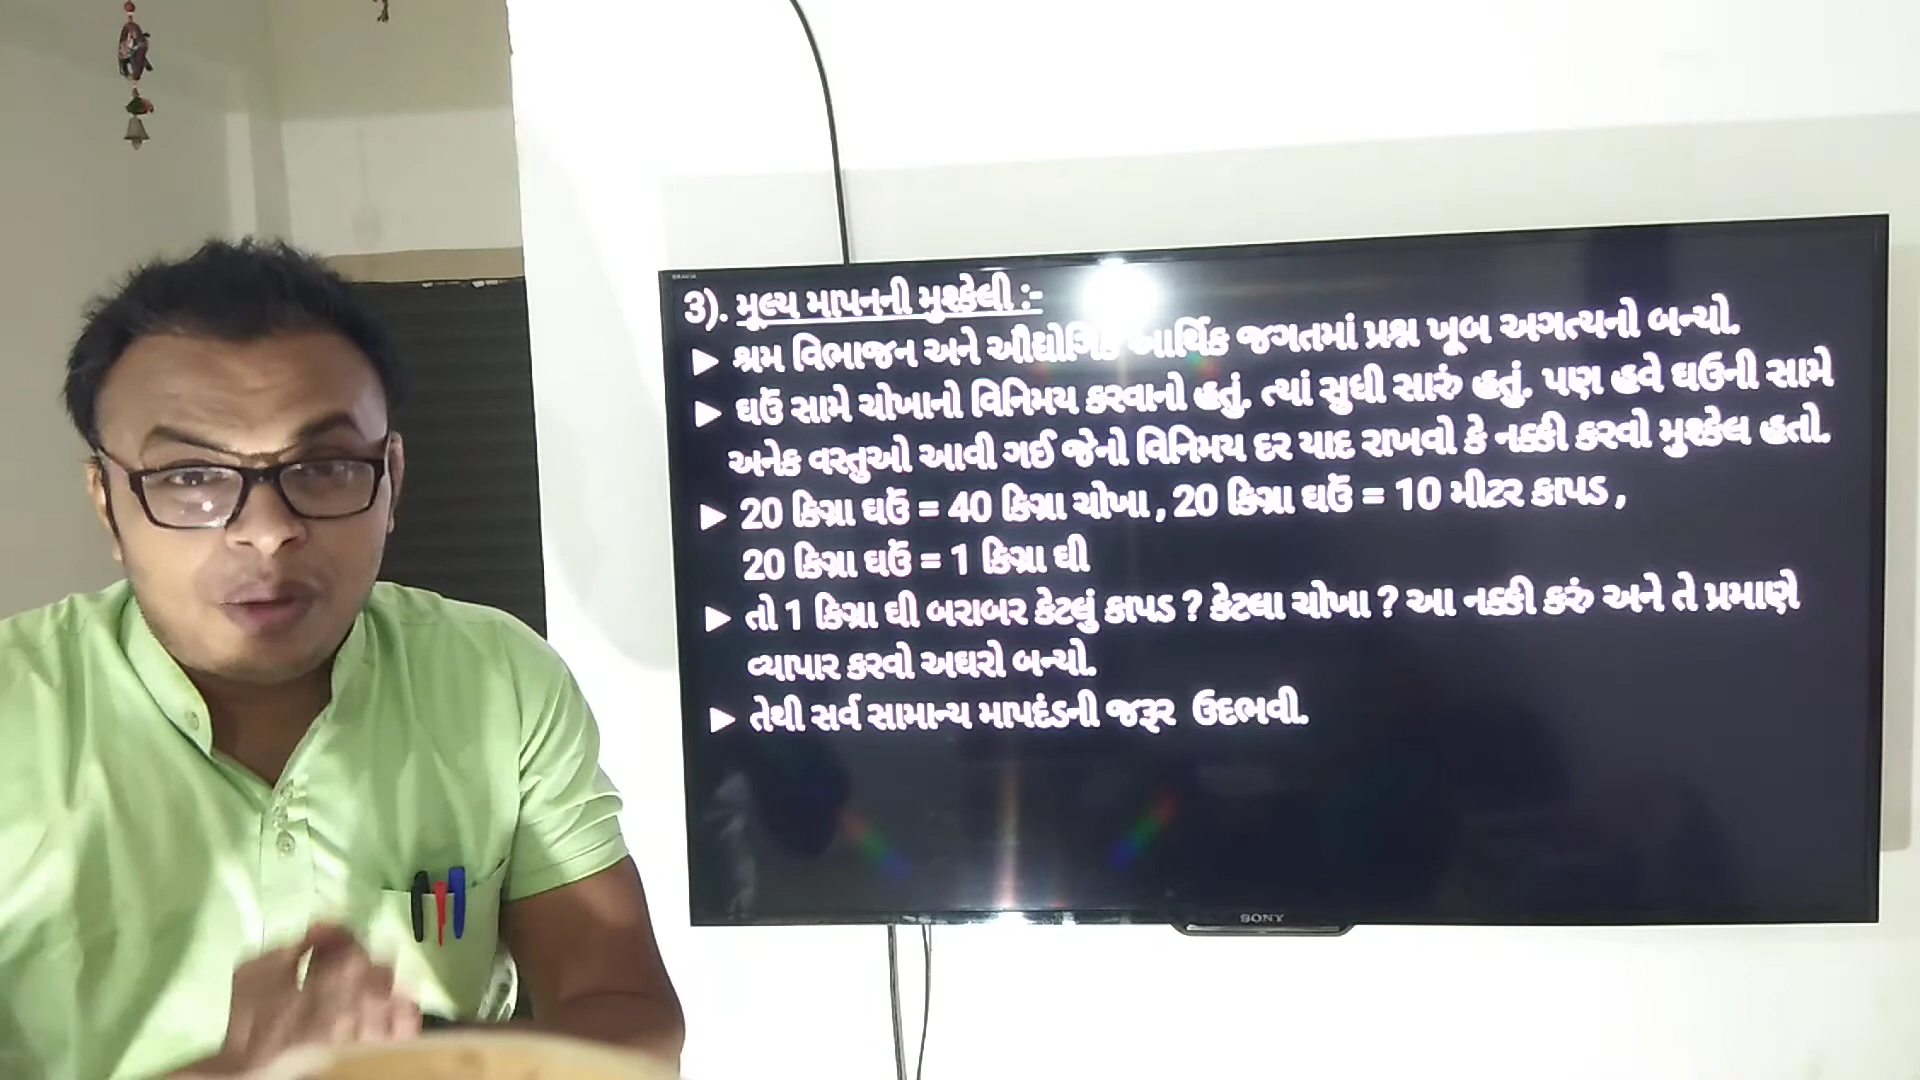 BRAVIA
3). મૂલ્ય માપનની મુશ્કેલી :-
▶ શ્રમ વિભાજન અને ઔદ્યોગિક આર્થિક જગતમાં પ્રશ્ન ખૂબ અગત્યનો બન્યો.
▶ ઘઉં સામે ચોખાનો વિનિમય કરવાનો હતું. ત્યાં સુધી સારું હતું. પણ હવે ઘઉંની સામે
અનેક વસ્તુઓ આવી ગઈ જેનો વિનિમય દર યાદ રાખવો કે નક્કી કરવો મુશ્કેલ હતો.
▶ 20 કિગ્રા ઘઉં = 40 કિગ્રા ચોખા , 20 કિગ્રા ઘઉં = 10 મીટર કાપડ ,
20 કિગ્રા ઘઉં = 1 કિગ્રા ઘી
▶ તો 1 કિગ્રા ઘી બરાબર કેટલું કાપડ ? કેટલા ચોખા ? આ નક્કી કરું અને તે પ્રમાણે
વ્યાપાર કરવો અઘરો બન્યો.
▶ તેથી સર્વ સામાન્ય માપદંડની જરૂર ઉદભવી.
SONY